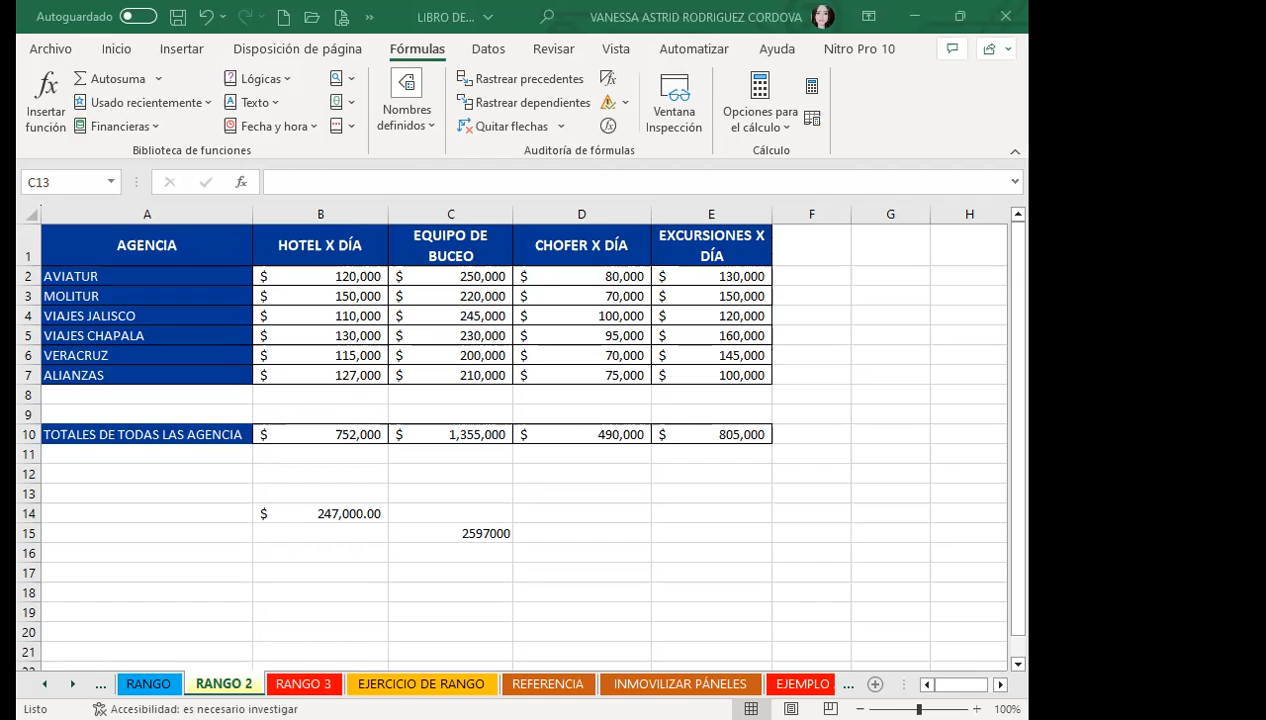 Autoguardado
LIBRO DE...
VANESSA ASTRID RODRIGUEZ CORDOVA
Archivo Inicio Insertar Disposición de página Fórmulas Datos Revisar Vista Automatizar Ayuda Nitro Pro 10
fx Insertar función
Autosuma
Usado recientemente
Financieras
Lógicas
Texto
Fecha y hora
Biblioteca de funciones
Nombres definidos
Rastrear precedentes
Rastrear dependientes
Quitar flechas
Auditoría de fórmulas
Ventana Inspección
Opciones para el cálculo
Cálculo
C13 fx
A B C D E F G H
1 AGENCIA HOTEL X DÍA EQUIPO DE BUCEO CHOFER X DÍA EXCURSIONES X DÍA
2 AVIATUR $ 120,000 $ 250,000 $ 80,000 $ 130,000
3 MOLITUR $ 150,000 $ 220,000 $ 70,000 $ 150,000
4 VIAJES JALISCO $ 110,000 $ 245,000 $ 100,000 $ 120,000
5 VIAJES CHAPALA $ 130,000 $ 230,000 $ 95,000 $ 160,000
6 VERACRUZ $ 115,000 $ 200,000 $ 70,000 $ 145,000
7 ALIANZAS $ 127,000 $ 210,000 $ 75,000 $ 100,000
8
9
10 TOTALES DE TODAS LAS AGENCIA $ 752,000 $ 1,355,000 $ 490,000 $ 805,000
11
12
13
14 $ 247,000.00
15 2597000
16
17
18
19
20
21
... RANGO RANGO 2 RANGO 3 EJERCICIO DE RANGO REFERENCIA INMOVILIZAR PÁNELES EJEMPLO ...
Listo Accesibilidad: es necesario investigar 100%